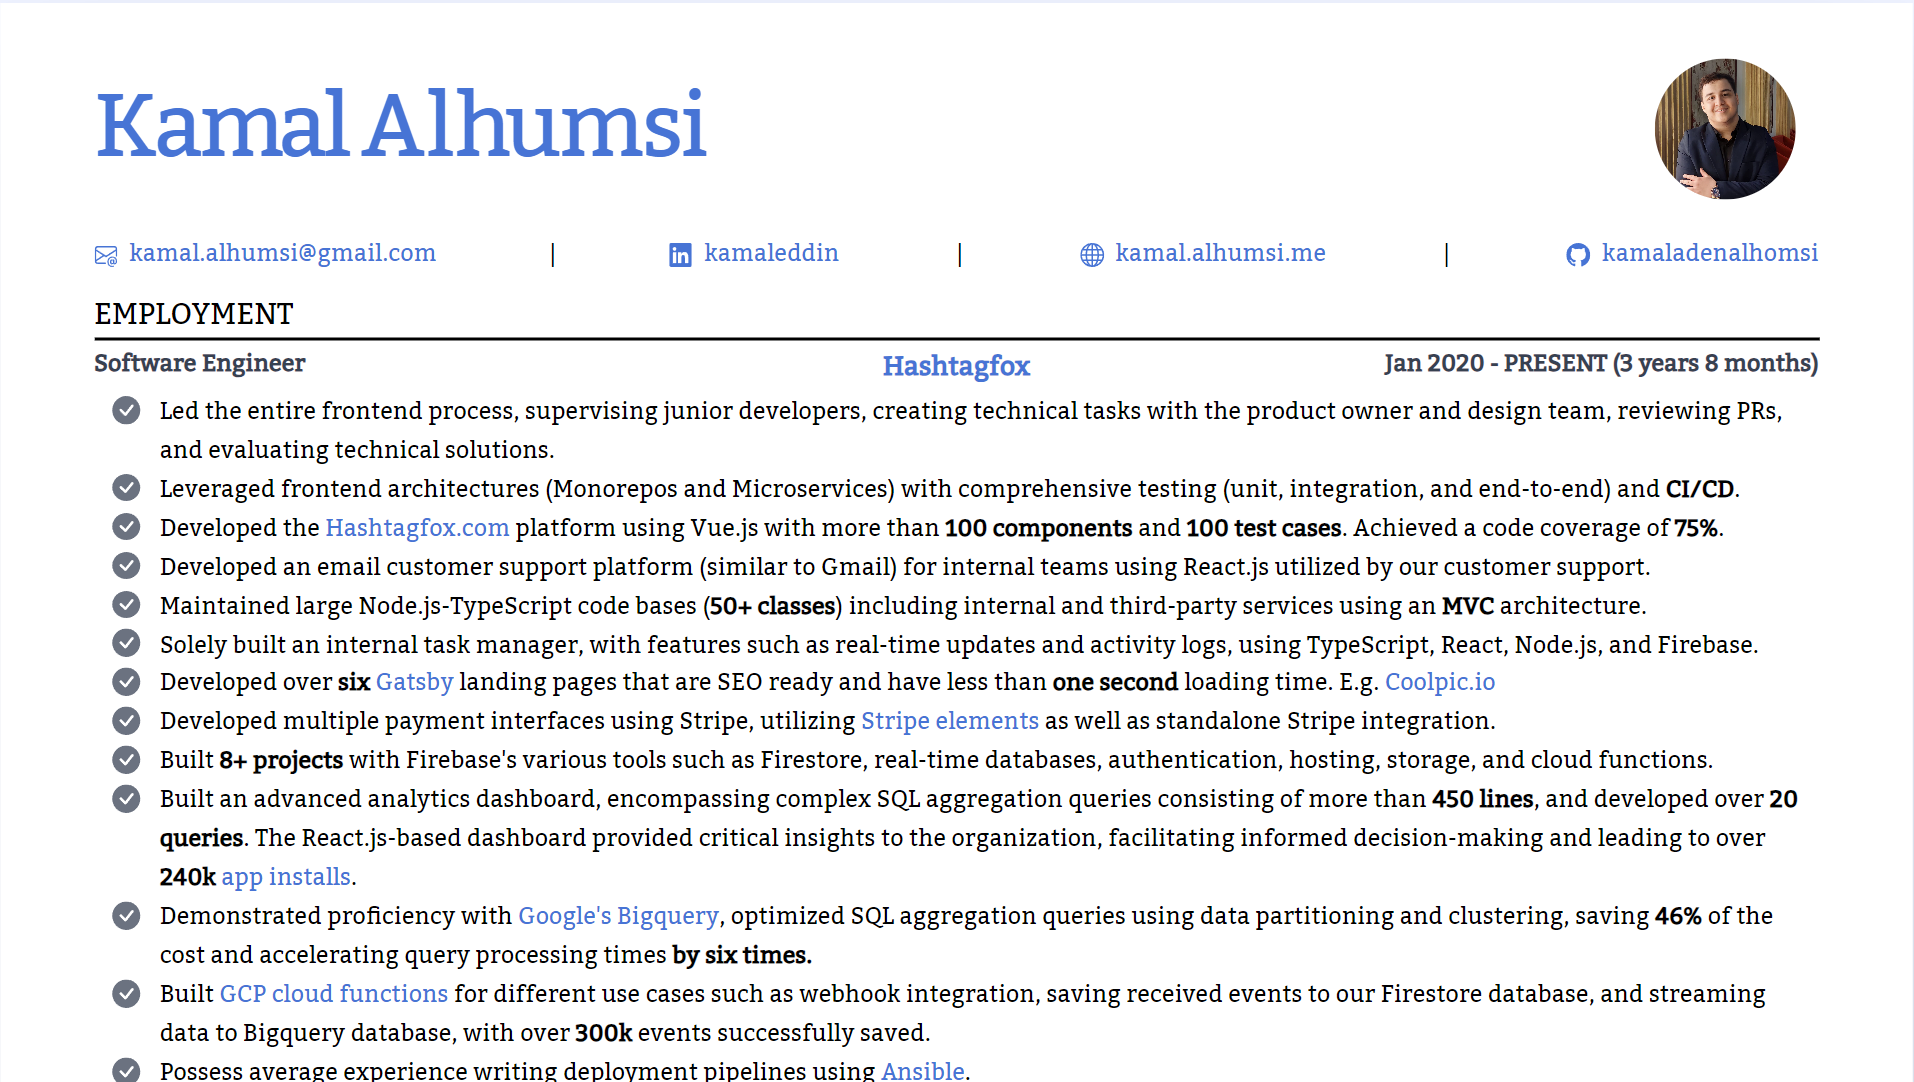 Kamal Alhumsi
kamal.alhumsi@gmail.com | kamaleddin | kamal.alhumsi.me | kamaladenalhomsi
EMPLOYMENT
Software Engineer Hashtagfox Jan 2020 - PRESENT (3 years 8 months)
Led the entire frontend process, supervising junior developers, creating technical tasks with the product owner and design team, reviewing PRs,
and evaluating technical solutions.
Leveraged frontend architectures (Monorepos and Microservices) with comprehensive testing (unit, integration, and end-to-end) and CI/CD.
Developed the Hashtagfox.com platform using Vue.js with more than 100 components and 100 test cases. Achieved a code coverage of 75%.
Developed an email customer support platform (similar to Gmail) for internal teams using React.js utilized by our customer support.
Maintained large Node.js-TypeScript code bases (50+ classes) including internal and third-party services using an MVC architecture.
Solely built an internal task manager, with features such as real-time updates and activity logs, using TypeScript, React, Node.js, and Firebase.
Developed over six Gatsby landing pages that are SEO ready and have less than one second loading time. E.g. Coolpic.io
Developed multiple payment interfaces using Stripe, utilizing Stripe elements as well as standalone Stripe integration.
Built 8+ projects with Firebase's various tools such as Firestore, real-time databases, authentication, hosting, storage, and cloud functions.
Built an advanced analytics dashboard, encompassing complex SQL aggregation queries consisting of more than 450 lines, and developed over 20
queries. The React.js-based dashboard provided critical insights to the organization, facilitating informed decision-making and leading to over
240k app installs.
Demonstrated proficiency with Google's Bigquery, optimized SQL aggregation queries using data partitioning and clustering, saving 46% of the
cost and accelerating query processing times by six times.
Built GCP cloud functions for different use cases such as webhook integration, saving received events to our Firestore database, and streaming
data to Bigquery database, with over 300k events successfully saved.
Possess average experience writing deployment pipelines using Ansible.